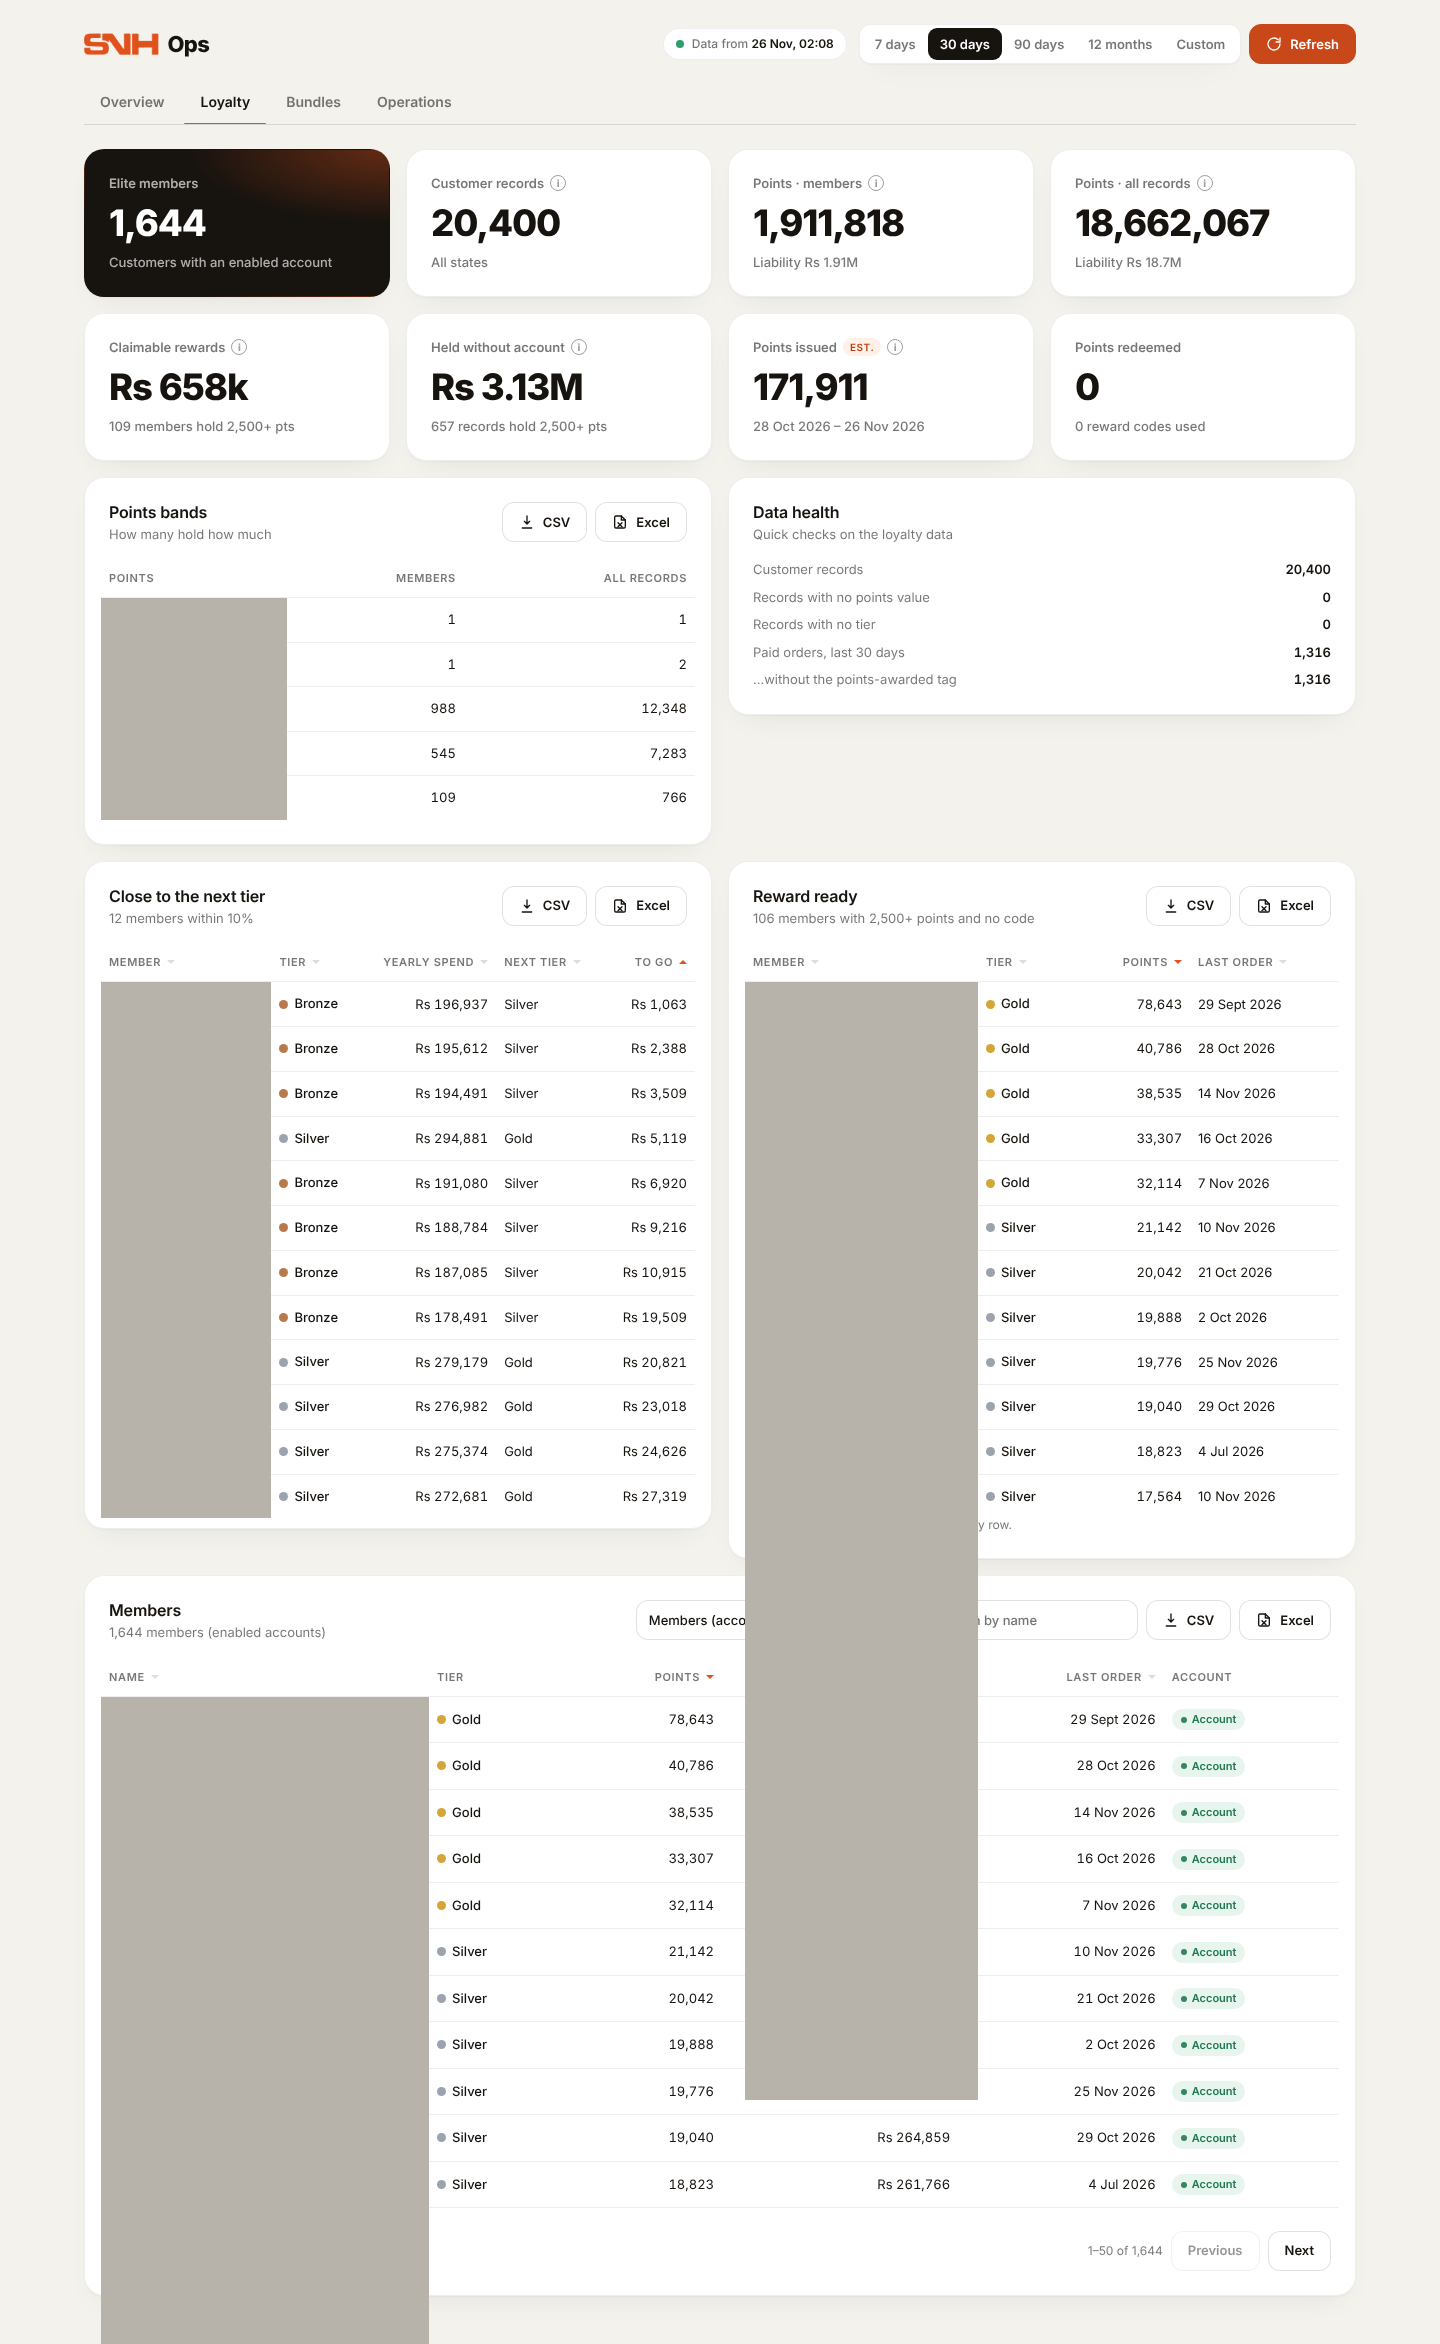 SNH Ops
Data from 26 Nov, 02:08
7 days 30 days 90 days 12 months Custom
Refresh
Overview Loyalty Bundles Operations
Elite members
1,644
Customers with an enabled account
Customer records
20,400
All states
Points · members
1,911,818
Liability Rs 1.91M
Points · all records
18,662,067
Liability Rs 18.7M
Claimable rewards
Rs 658k
109 members hold 2,500+ pts
Held without account
Rs 3.13M
657 records hold 2,500+ pts
Points issued EST.
171,911
28 Oct 2026 – 26 Nov 2026
Points redeemed
0
0 reward codes used
Points bands
How many hold how much
CSV Excel
POINTS MEMBERS ALL RECORDS
1 1
1 2
988 12,348
545 7,283
109 766
Data health
Quick checks on the loyalty data
Customer records 20,400
Records with no points value 0
Records with no tier 0
Paid orders, last 30 days 1,316
...without the points-awarded tag 1,316
Close to the next tier
12 members within 10%
CSV Excel
MEMBER TIER YEARLY SPEND NEXT TIER TO GO
Bronze Rs 196,937 Silver Rs 1,063
Bronze Rs 195,612 Silver Rs 2,388
Bronze Rs 194,491 Silver Rs 3,509
Silver Rs 294,881 Gold Rs 5,119
Bronze Rs 191,080 Silver Rs 6,920
Bronze Rs 188,784 Silver Rs 9,216
Bronze Rs 187,085 Silver Rs 10,915
Bronze Rs 178,491 Silver Rs 19,509
Silver Rs 279,179 Gold Rs 20,821
Silver Rs 276,982 Gold Rs 23,018
Silver Rs 275,374 Gold Rs 24,626
Silver Rs 272,681 Gold Rs 27,319
Reward ready
106 members with 2,500+ points and no code
CSV Excel
MEMBER TIER POINTS LAST ORDER
Gold 78,643 29 Sept 2026
Gold 40,786 28 Oct 2026
Gold 38,535 14 Nov 2026
Gold 33,307 16 Oct 2026
Gold 32,114 7 Nov 2026
Silver 21,142 10 Nov 2026
Silver 20,042 21 Oct 2026
Silver 19,888 2 Oct 2026
Silver 19,776 25 Nov 2026
Silver 19,040 29 Oct 2026
Silver 18,823 4 Jul 2026
Silver 17,564 10 Nov 2026
row.
Members
1,644 members (enabled accounts)
Members by name
CSV Excel
NAME TIER POINTS LAST ORDER ACCOUNT
Gold 78,643 29 Sept 2026 Account
Gold 40,786 28 Oct 2026 Account
Gold 38,535 14 Nov 2026 Account
Gold 33,307 16 Oct 2026 Account
Gold 32,114 7 Nov 2026 Account
Silver 21,142 10 Nov 2026 Account
Silver 20,042 21 Oct 2026 Account
Silver 19,888 2 Oct 2026 Account
Silver 19,776 25 Nov 2026 Account
Silver 19,040 Rs 264,859 29 Oct 2026 Account
Silver 18,823 Rs 261,766 4 Jul 2026 Account
1–50 of 1,644 Previous Next